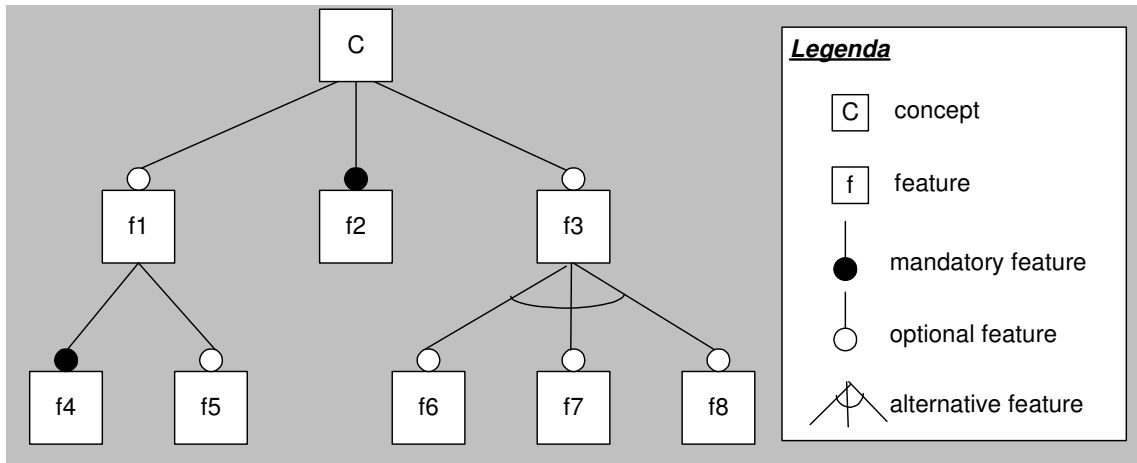 C
f1
f2
f3
f4
f5
f6
f7
f8
Legenda
C
concept
f
feature
mandatory feature
optional feature
alternative feature